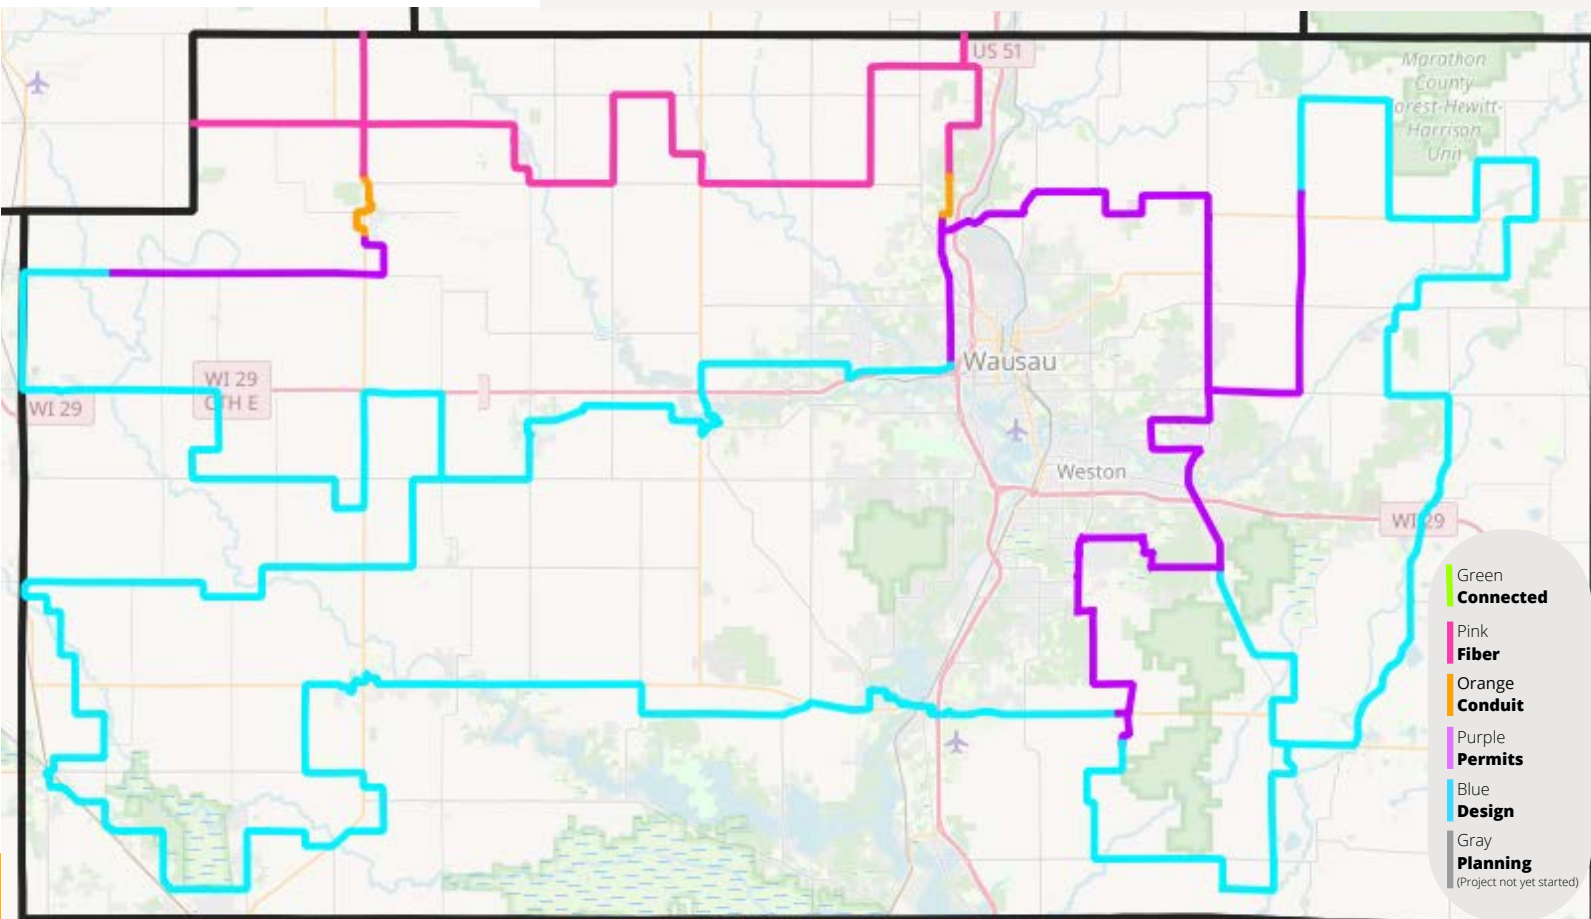 US 51
Marathon
County
orest-Hewitt-
Harrison
Unit
WI 29
CTH E
WI 29
Wausau
Weston
WI 29
Green
Connected
Pink
Fiber
Orange
Conduit
Purple
Permits
Blue
Design
Gray
Planning
(Project not yet started)